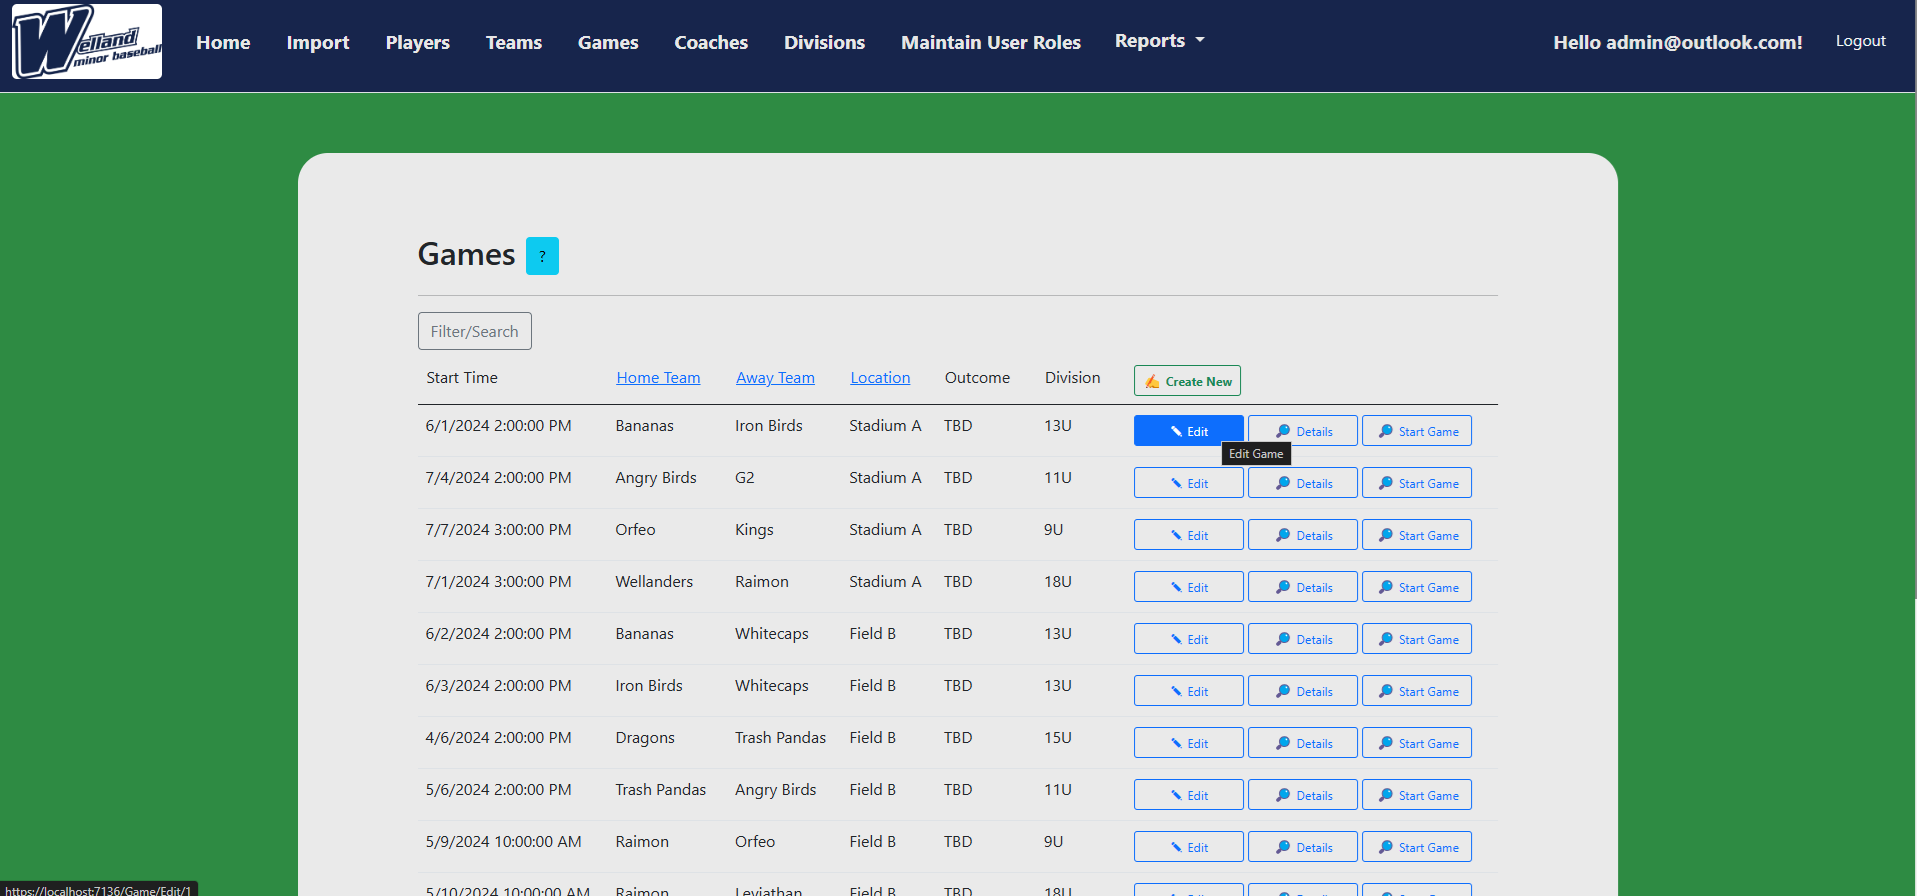 Welland minor baseball
Home Import Players Teams Games Coaches Divisions Maintain User Roles Reports Hello admin@outlook.com! Logout
Games ?
Filter/Search
Start Time Home Team Away Team Location Outcome Division Create New
6/1/2024 2:00:00 PM Bananas Iron Birds Stadium A TBD 13U Edit Details Start Game
Edit Game
7/4/2024 2:00:00 PM Angry Birds G2 Stadium A TBD 11U Edit Details Start Game
7/7/2024 3:00:00 PM Orfeo Kings Stadium A TBD 9U Edit Details Start Game
7/1/2024 3:00:00 PM Wellanders Raimon Stadium A TBD 18U Edit Details Start Game
6/2/2024 2:00:00 PM Bananas Whitecaps Field B TBD 13U Edit Details Start Game
6/3/2024 2:00:00 PM Iron Birds Whitecaps Field B TBD 13U Edit Details Start Game
4/6/2024 2:00:00 PM Dragons Trash Pandas Field B TBD 15U Edit Details Start Game
5/6/2024 2:00:00 PM Trash Pandas Angry Birds Field B TBD 11U Edit Details Start Game
5/9/2024 10:00:00 AM Raimon Orfeo Field B TBD 9U Edit Details Start Game
5/10/2024 10:00:00 AM Raimon Leviathan Field B TBD 18U
https://localhost:7136/Game/Edit/1